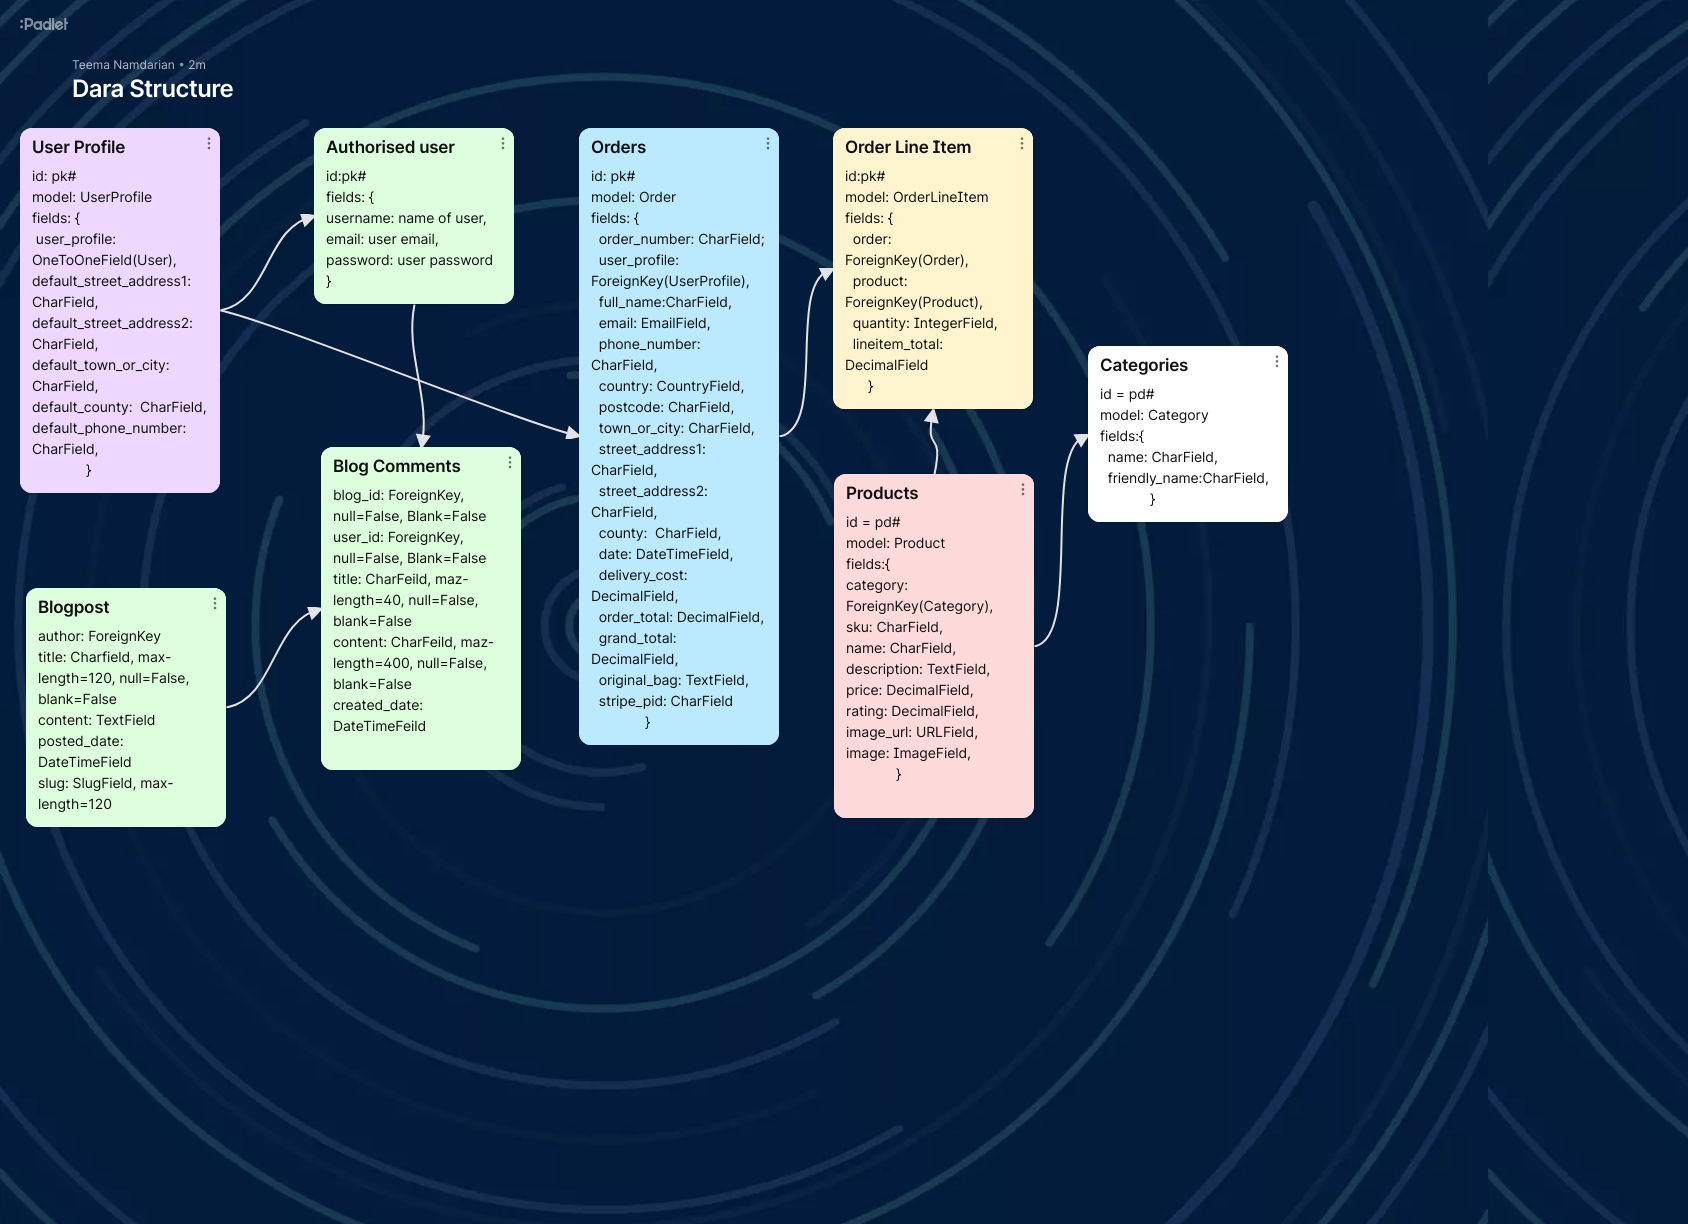 :Padlet
Teema Namdarian • 2m
Dara Structure
User Profile
id: pk#
model: UserProfile
fields: {
user_profile:
OneToOneField(User),
default_street_address1:
CharField,
default_street_address2:
CharField,
default_town_or_city:
CharField,
default_county:  CharField,
default_phone_number:
CharField,
}
Authorised user
id:pk#
fields: {
username: name of user,
email: user email,
password: user password
}
Orders
id: pk#
model: Order
fields: {
order_number: CharField;
user_profile:
ForeignKey(UserProfile),
full_name:CharField,
email: EmailField,
phone_number:
CharField,
country: CountryField,
postcode: CharField,
town_or_city: CharField,
street_address1:
CharField,
street_address2:
CharField,
county:  CharField,
date: DateTimeField,
delivery_cost:
DecimalField,
order_total: DecimalField,
grand_total:
DecimalField,
original_bag: TextField,
stripe_pid: CharField
}
Order Line Item
id:pk#
model: OrderLineItem
fields: {
order:
ForeignKey(Order),
product:
ForeignKey(Product),
quantity: IntegerField,
lineitem_total:
DecimalField
}
Categories
id = pd#
model: Category
fields:{
name: CharField,
friendly_name:CharField,
}
Blog Comments
blog_id: ForeignKey,
null=False, Blank=False
user_id: ForeignKey,
null=False, Blank=False
title: CharFeild, maz-
length=40, null=False,
blank=False
content: CharFeild, maz-
length=400, null=False,
blank=False
created_date:
DateTimeFeild
Products
id = pd#
model: Product
fields:{
category:
ForeignKey(Category),
sku: CharField,
name: CharField,
description: TextField,
price: DecimalField,
rating: DecimalField,
image_url: URLField,
image: ImageField,
}
Blogpost
author: ForeignKey
title: Charfield, max-
length=120, null=False,
blank=False
content: TextField
posted_date:
DateTimeField
slug: SlugField, max-
length=120